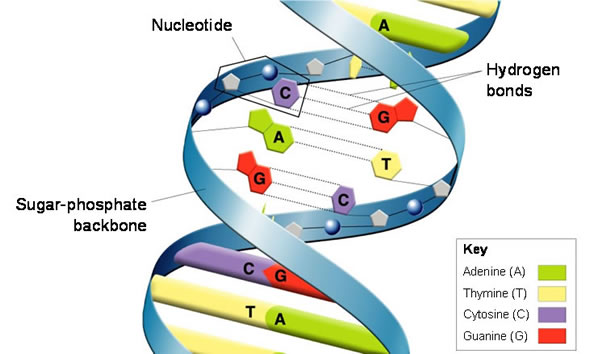 A
Nucleotide
Hydrogen
bonds
C
G
A
T
G
C
Sugar-phosphate
backbone
C G
T A
Key
Adenine (A)
Thymine (T)
Cytosine (C)
Guanine (G)